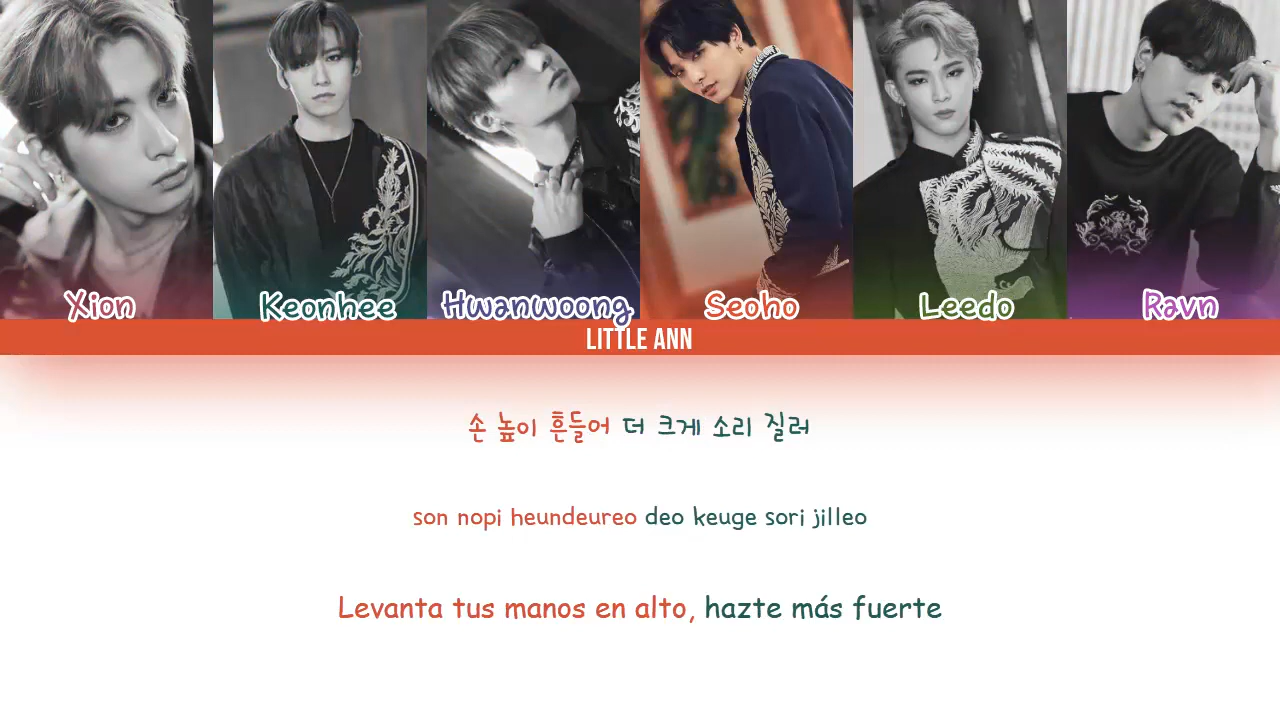 Xion Keonhee Hwanwoong Seoho Leedo Ravn
LITTLE ANN
손 높이 흔들어 더 크게 소리 질러
son nopi heundeureo deo keuge sori jilleo
Levanta tus manos en alto, hazte más fuerte